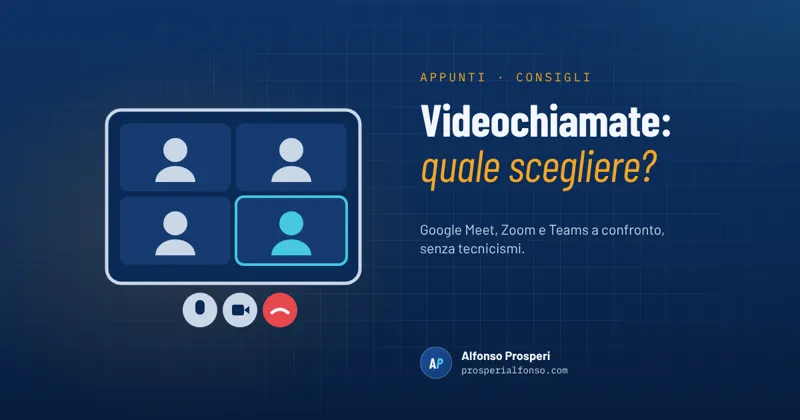 APPUNTI · CONSIGLI
Videochiamate:
quale scegliere?
Google Meet, Zoom e Teams a confronto,
senza tecnicismi.
AP
Alfonso Prosperi
prosperialfonso.com